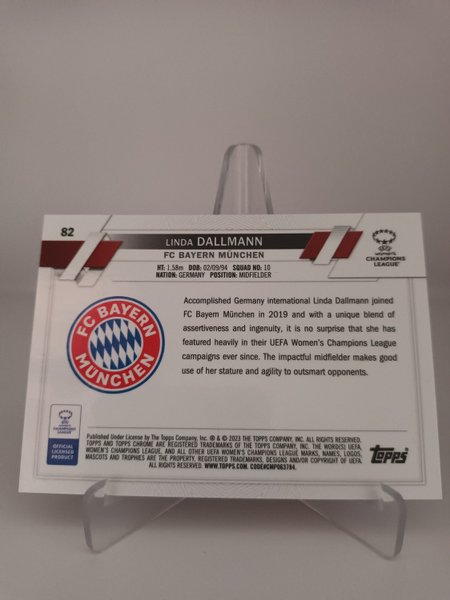 82
LINDA DALLMANN
FC BAYERN MÜNCHEN
HT: 1.58m DOB: 02/09/94 SQUAD NO: 10
NATION: GERMANY POSITION: MIDFIELDER
WOMEN'S
CHAMPIONS
LEAGUE
FC BAYERN
MÜNCHEN
Accomplished Germany international Linda Dallmann joined
FC Bayern München in 2019 and with a unique blend of
assertiveness and ingenuity, it is no surprise that she has
featured heavily in their UEFA Women's Champions League
campaigns ever since. The impactful midfielder makes good
use of her stature and agility to outsmart opponents.
OFFICIAL
LICENSED
PRODUCT
Published Under License by The Topps Company, Inc. ® & © 2023 THE TOPPS COMPANY, INC. ALL RIGHTS RESERVED.
TOPPS AND TOPPS CHROME ARE REGISTERED TRADEMARKS OF THE TOPPS COMPANY, INC. THE WORD(S) UEFA,
WOMEN'S CHAMPIONS LEAGUE, AND ALL OTHER UEFA WOMEN'S CHAMPIONS LEAGUE MARKS, NAMES, LOGOS,
MASCOTS AND TROPHIES ARE THE PROPERTY, REGISTERED TRADEMARKS, DESIGNS AND/OR COPYRIGHT OF UEFA.
ALL RIGHTS RESERVED. WWW.TOPPS.COM CODE#CMP063784.
Topps